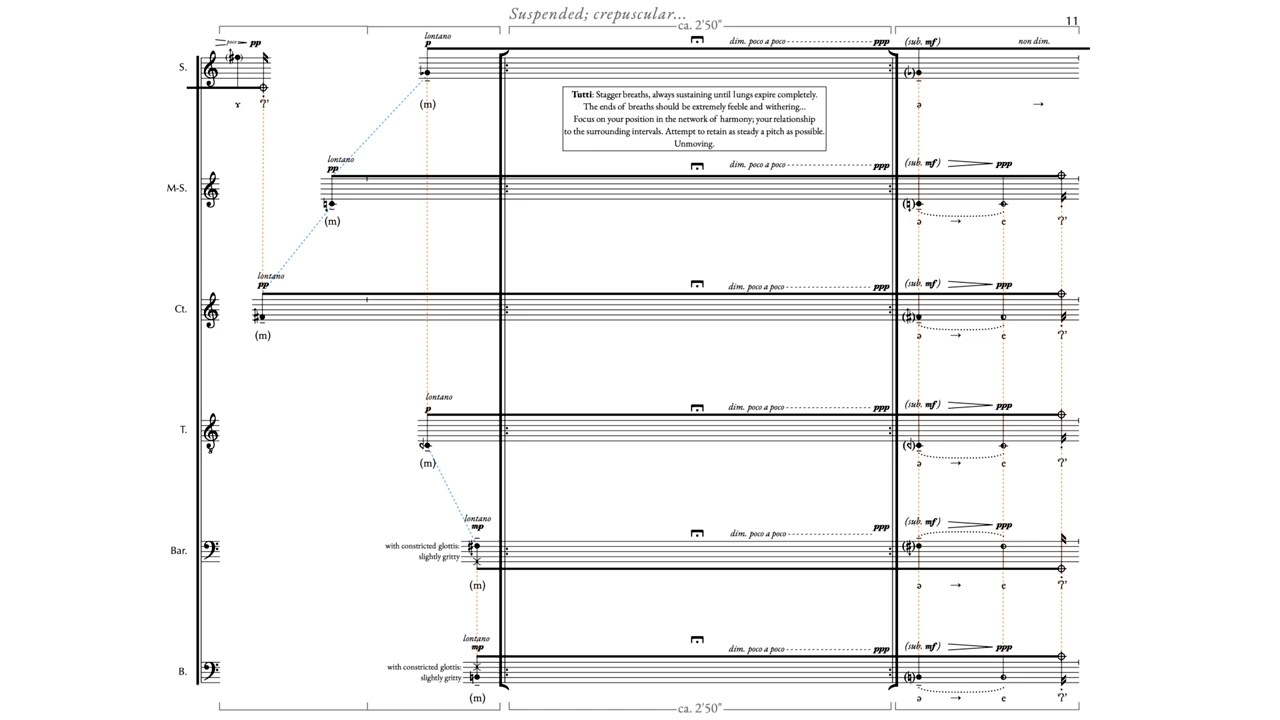 Suspended; crepuscular...
ca. 2'50"
11
poco
pp
lontano
p
dim. poco a poco
ppp
(sub. mf)
non dim.
S.
ɤ
ʔ'
(m)
ə
→
Tutti: Stagger breaths, always sustaining until lungs expire completely.
The ends of breaths should be extremely feeble and withering...
Focus on your position in the network of harmony; your relationship
to the surrounding intervals. Attempt to retain as steady a pitch as possible.
Unmoving.
lontano
pp
dim. poco a poco
ppp
(sub. mf)
ppp
M-S.
(m)
ə → e ʔ'
lontano
pp
dim. poco a poco
ppp
(sub. mf)
ppp
Ct.
(m)
ə → e ʔ'
lontano
p
dim. poco a poco
ppp
(sub. mf)
ppp
T.
(m)
ə → e ʔ'
lontano
mp
dim. poco a poco
ppp
(sub. mf)
ppp
with constricted glottis:
slightly gritty
Bar.
(m)
ə → e ʔ'
lontano
mp
dim. poco a poco
ppp
(sub. mf)
ppp
with constricted glottis:
slightly gritty
B.
(m)
ə → e ʔ'
ca. 2'50"